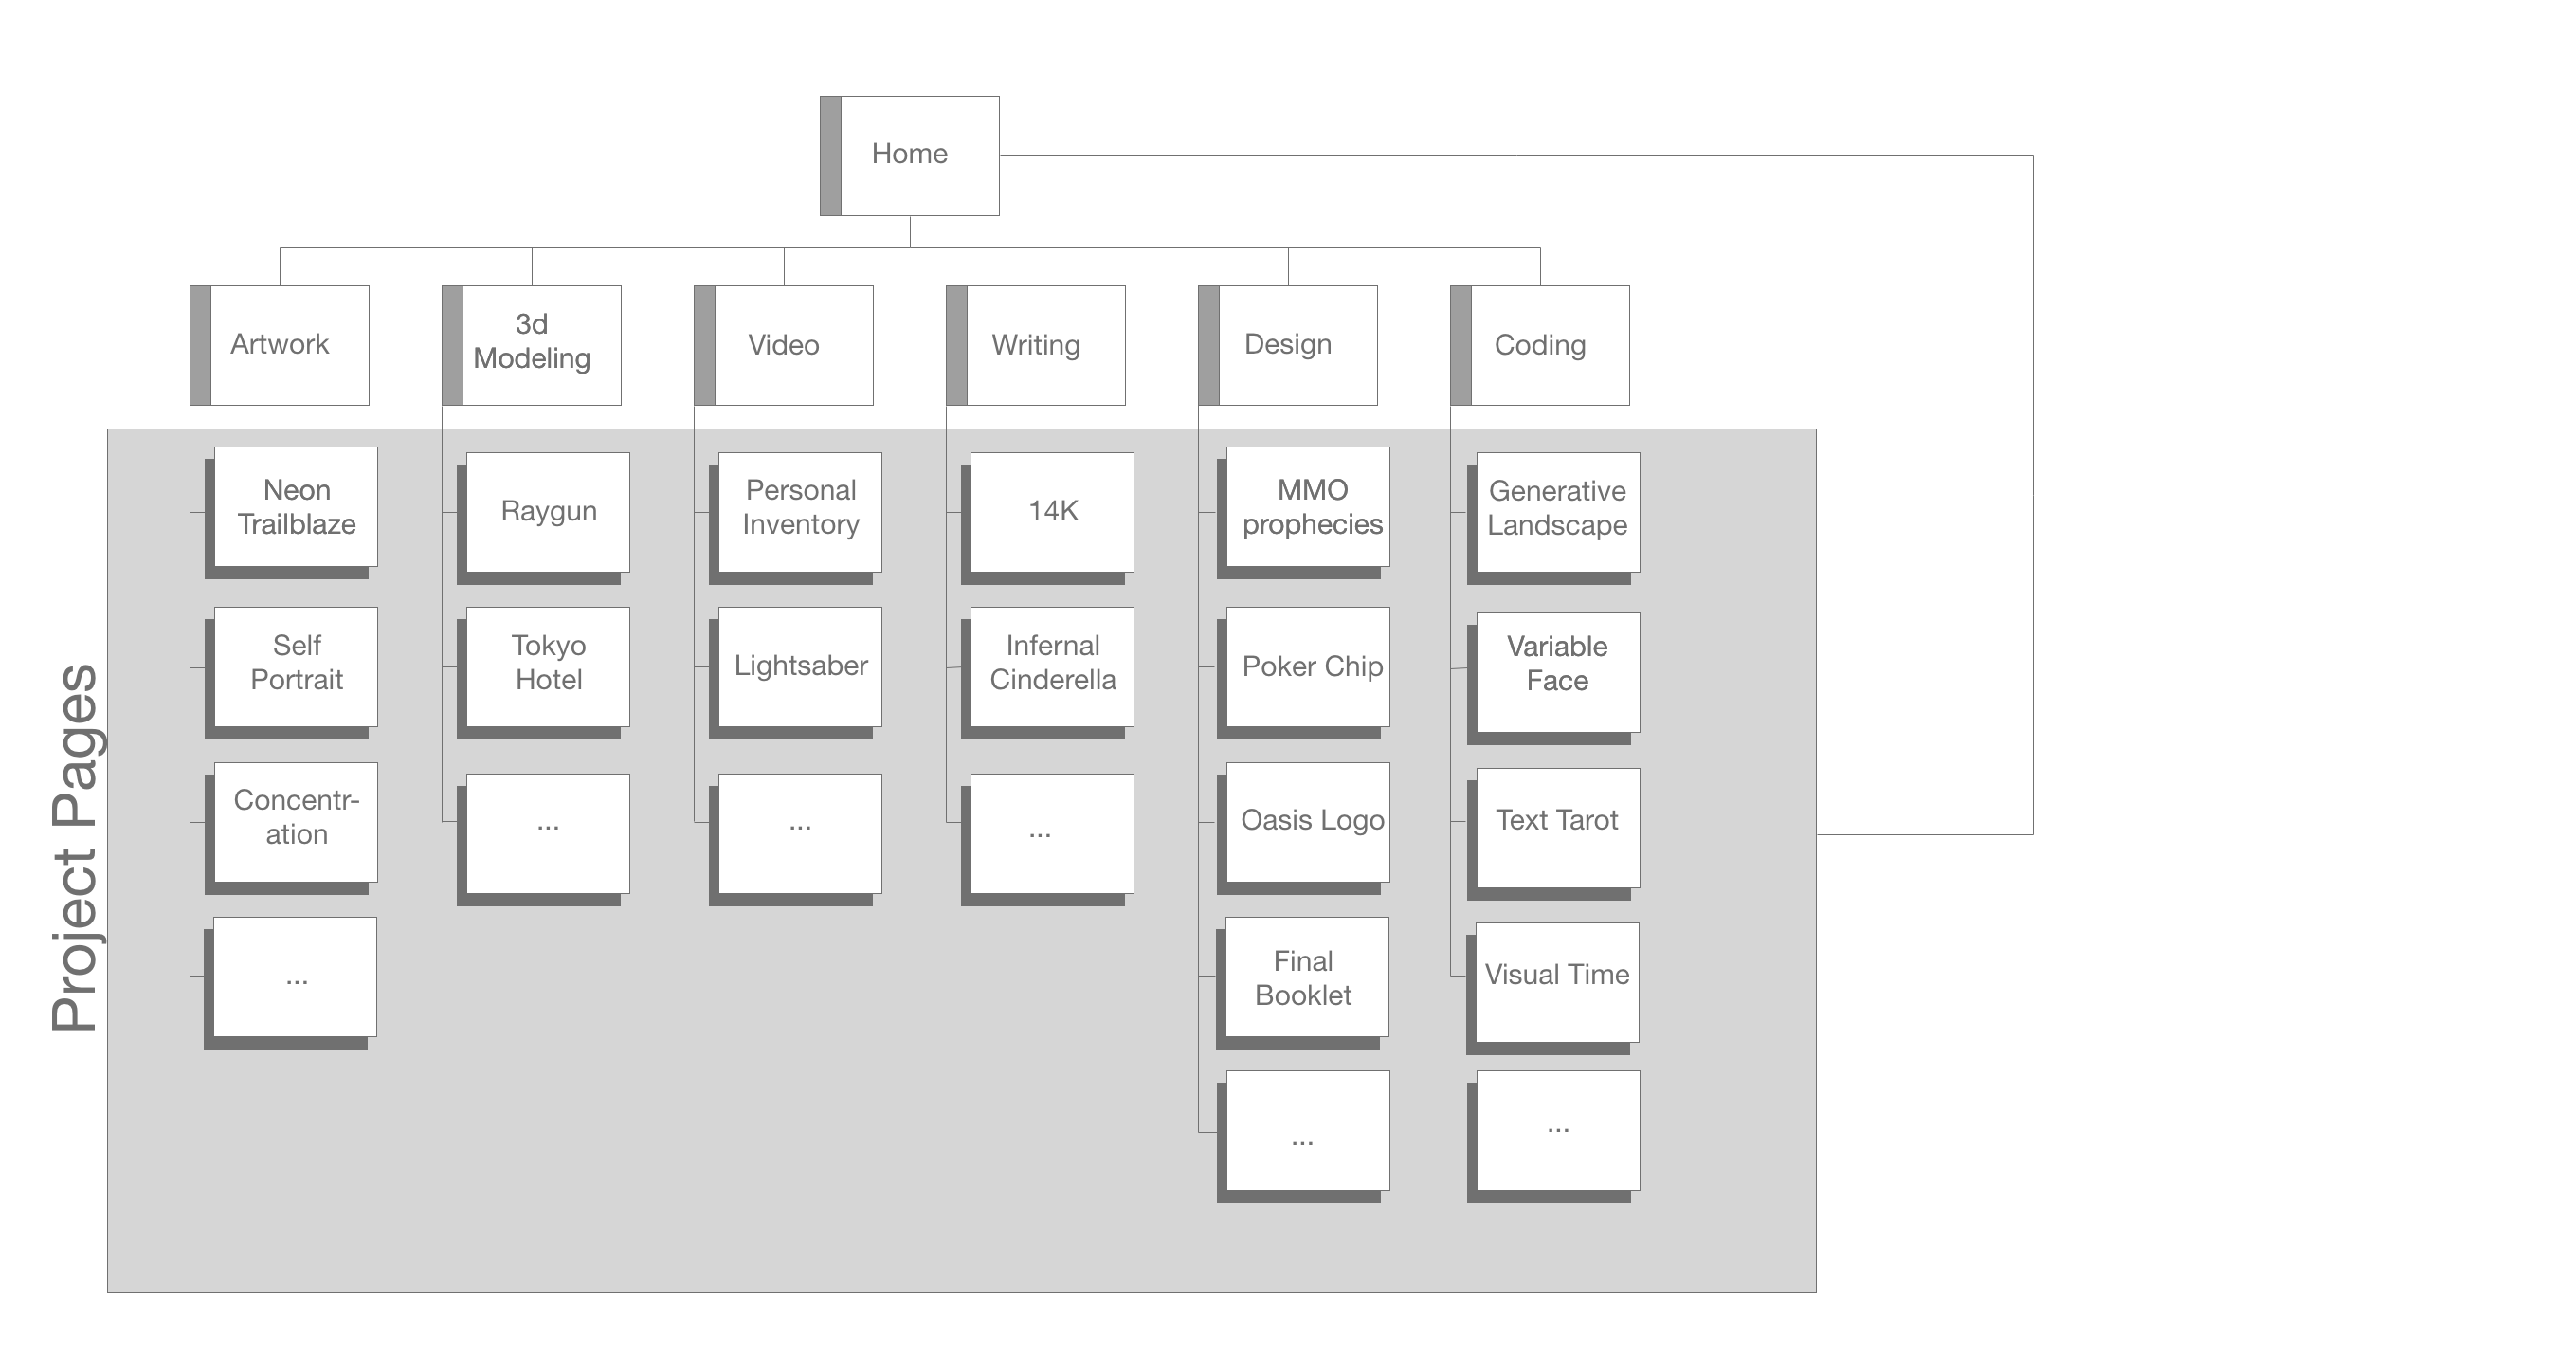 Home
Artwork
3d
Modeling
Video
Writing
Design
Coding
Project Pages
Neon
Trailblaze
Raygun
Personal
Inventory
14K
MMO
prophecies
Generative
Landscape
Self
Portrait
Tokyo
Hotel
Lightsaber
Infernal
Cinderella
Poker Chip
Variable
Face
Concentr-
ation
...
...
...
Oasis Logo
Text Tarot
...
Final
Booklet
Visual Time
...
...